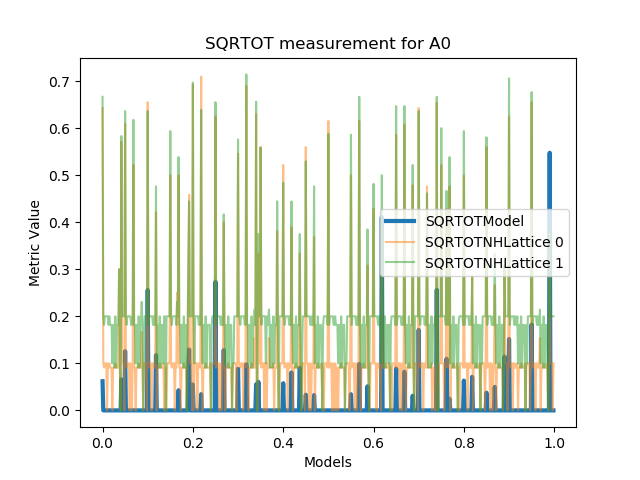 SQRTOT measurement for A0
Metric Value
0.7
0.6
0.5
0.4
0.3
0.2
0.1
0.0
SQRTOTModel
SQRTOTNHLattice 0
SQRTOTNHLattice 1
0.0 0.2 0.4 0.6 0.8 1.0
Models